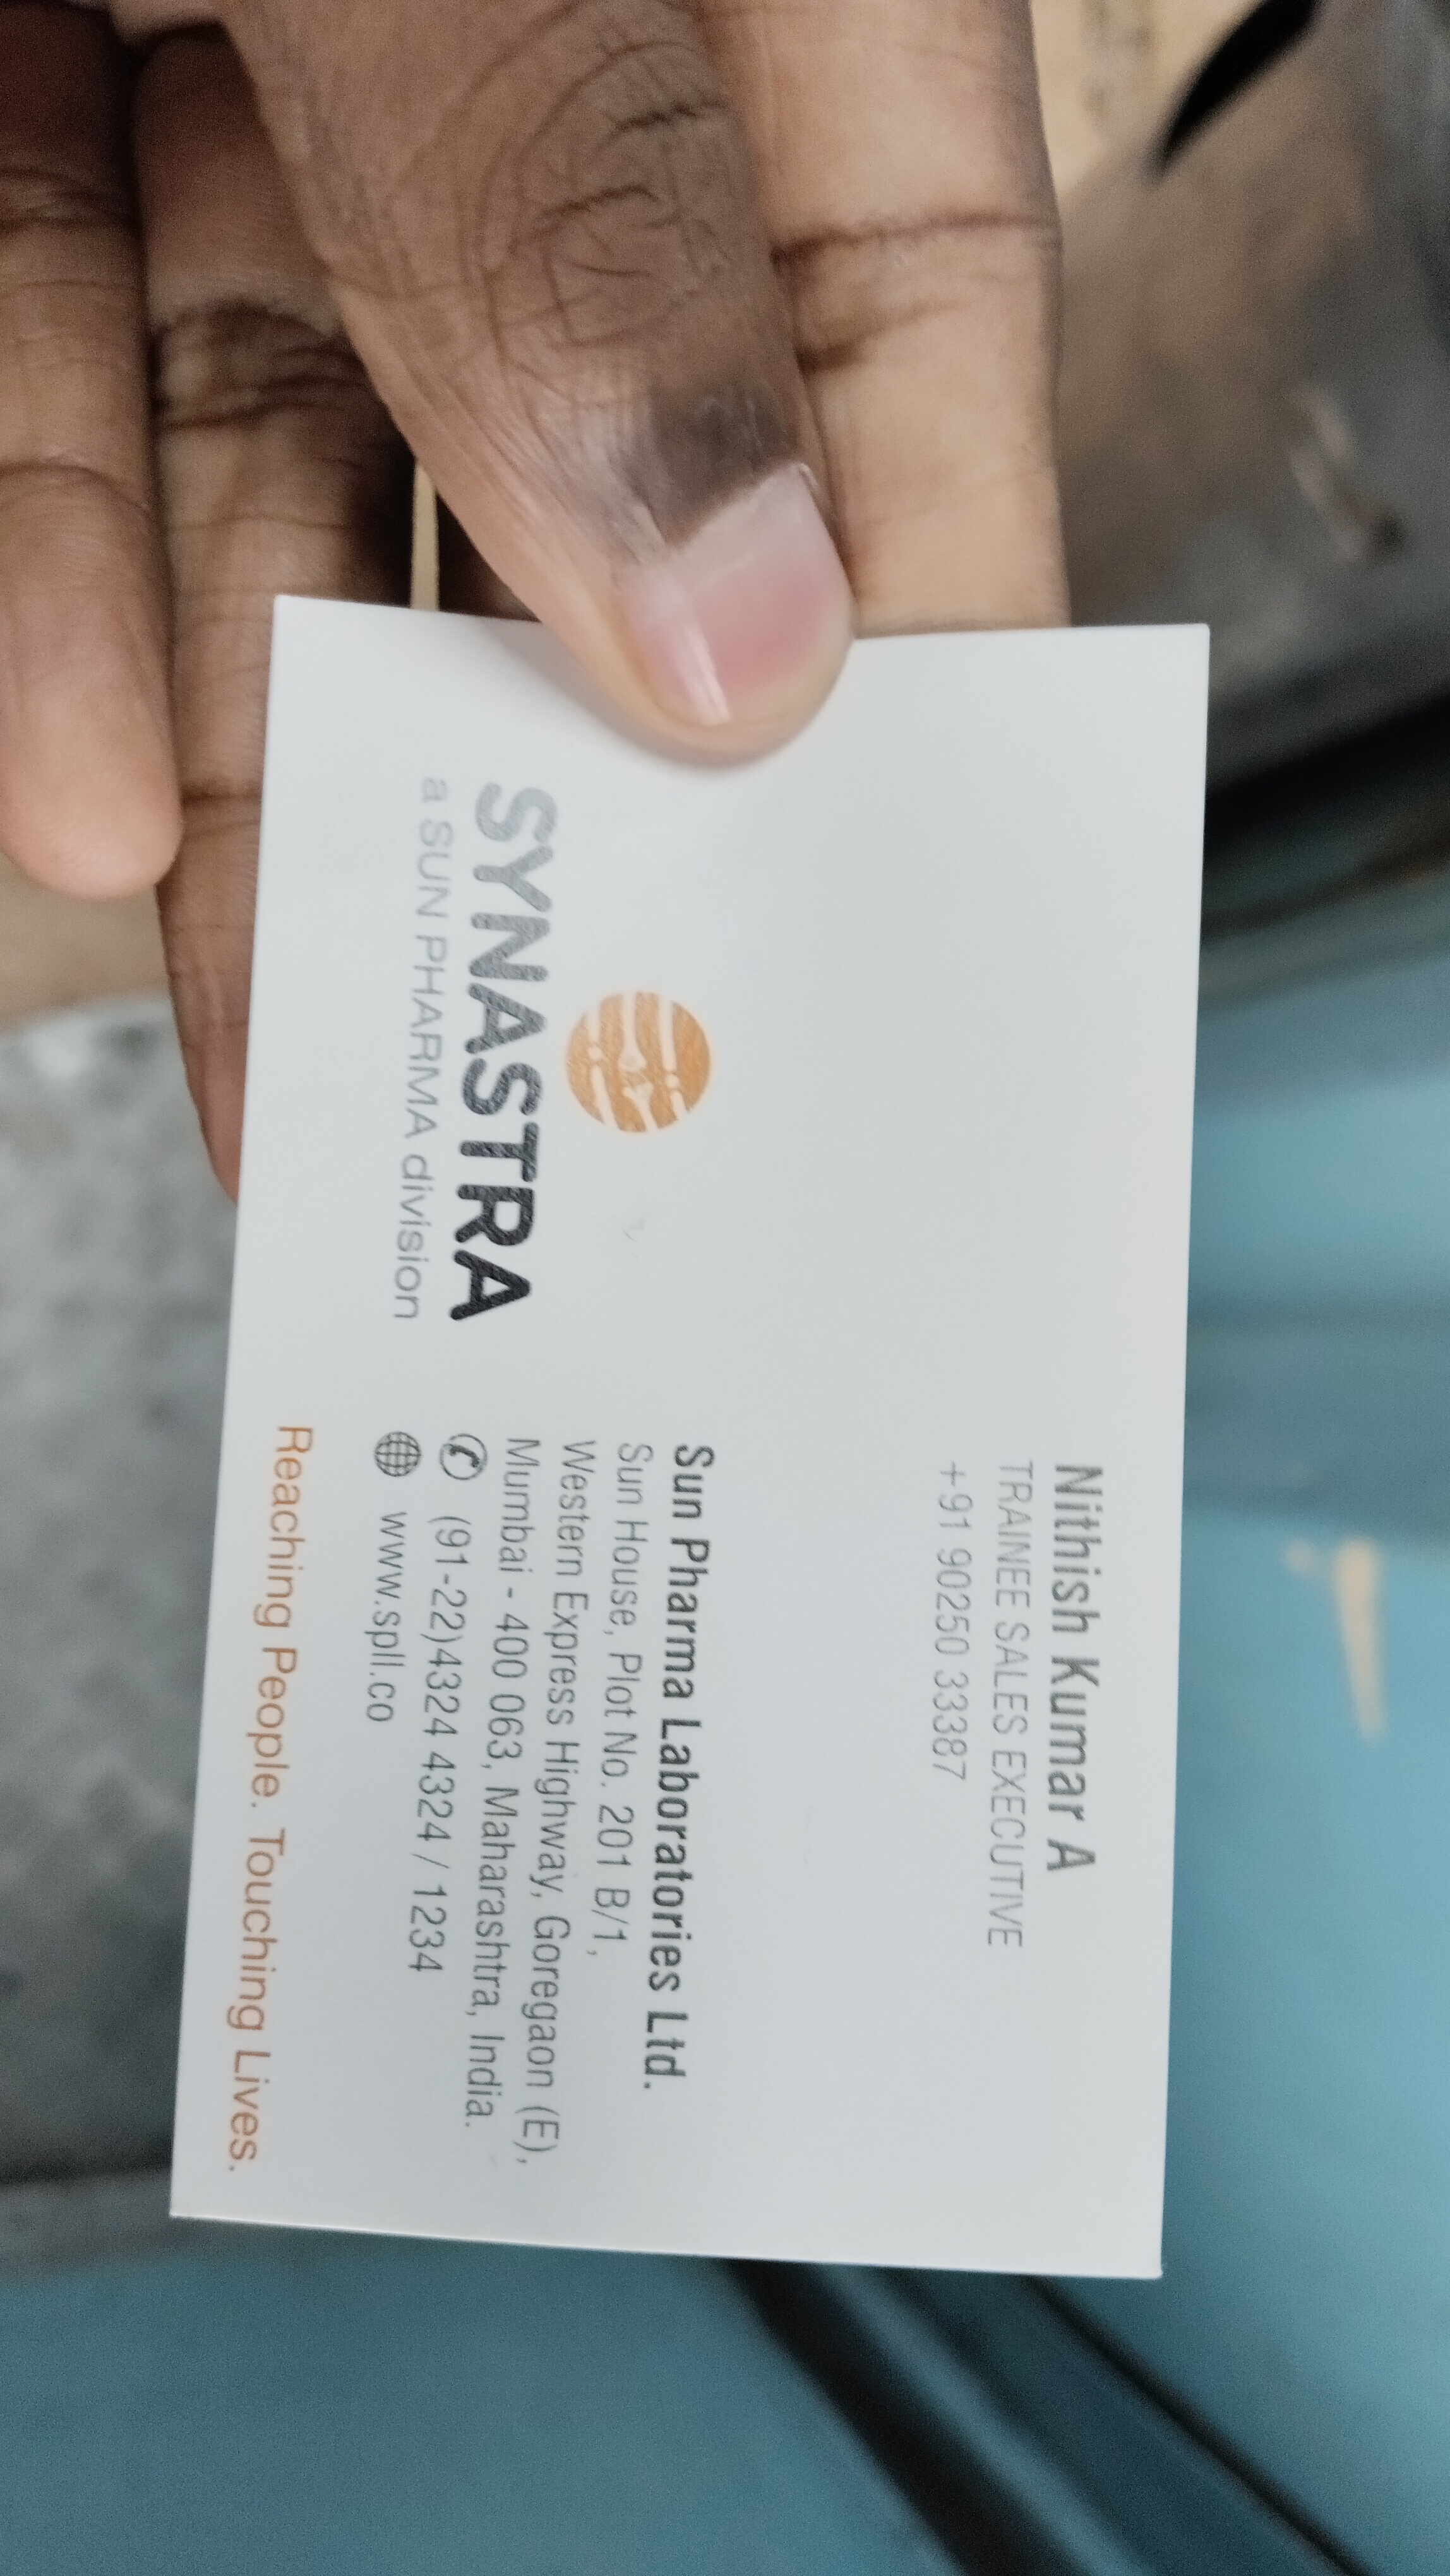 Nithish Kumar A
TRAINEE SALES EXECUTIVE
+91 90250 33387
SYNASTRA
a SUN PHARMA division
Sun Pharma Laboratories Ltd.
Sun House, Plot No. 201 B/1,
Western Express Highway, Goregaon (E),
Mumbai - 400 063, Maharashtra, India.
(91-22)4324 4324 / 1234
www.spll.co
Reaching People. Touching Lives.